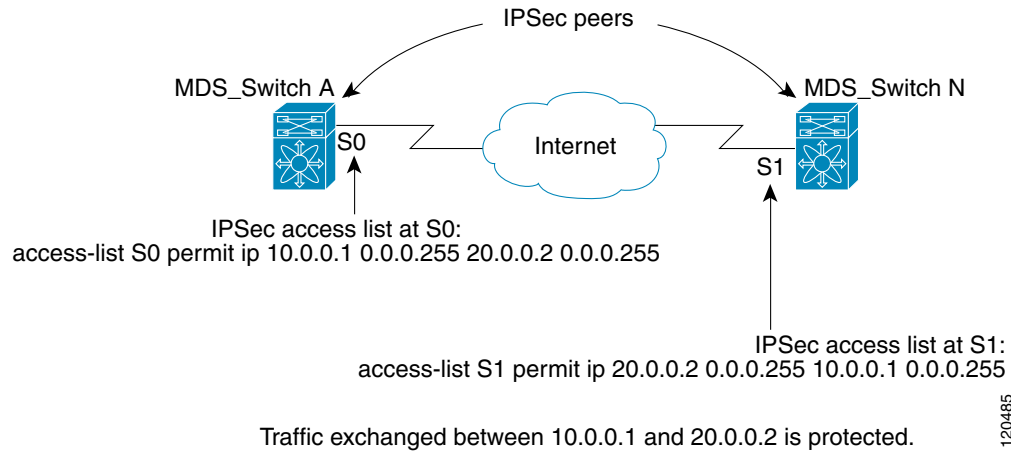 IPSec peers
MDS_Switch A
MDS_Switch N
S0
Internet
S1
IPSec access list at S0:
access-list S0 permit ip 10.0.0.1 0.0.0.255 20.0.0.2 0.0.0.255
IPSec access list at S1:
access-list S1 permit ip 20.0.0.2 0.0.0.255 10.0.0.1 0.0.0.255
Traffic exchanged between 10.0.0.1 and 20.0.0.2 is protected.
120485